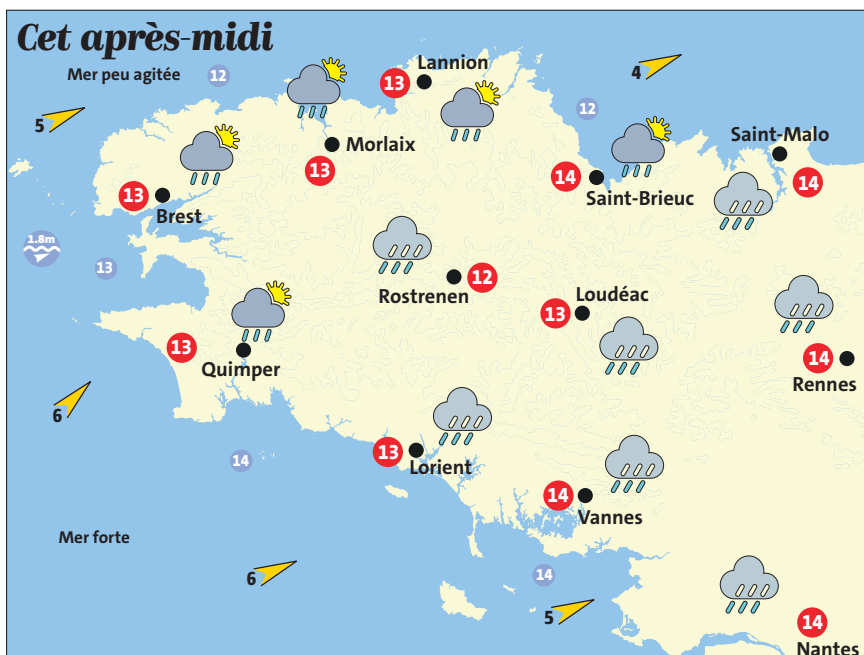 Cet après-midi
Mer peu agitée
12
13
Lannion
4
5
12
Morlaix
13
Saint-Malo
14
14
Saint-Brieuc
13
Brest
1.8m
13
Rostrenen
12
Loudéac
13
13
Quimper
14
Rennes
6
14
13
Lorient
14
Vannes
Mer forte
6
14
5
14
Nantes